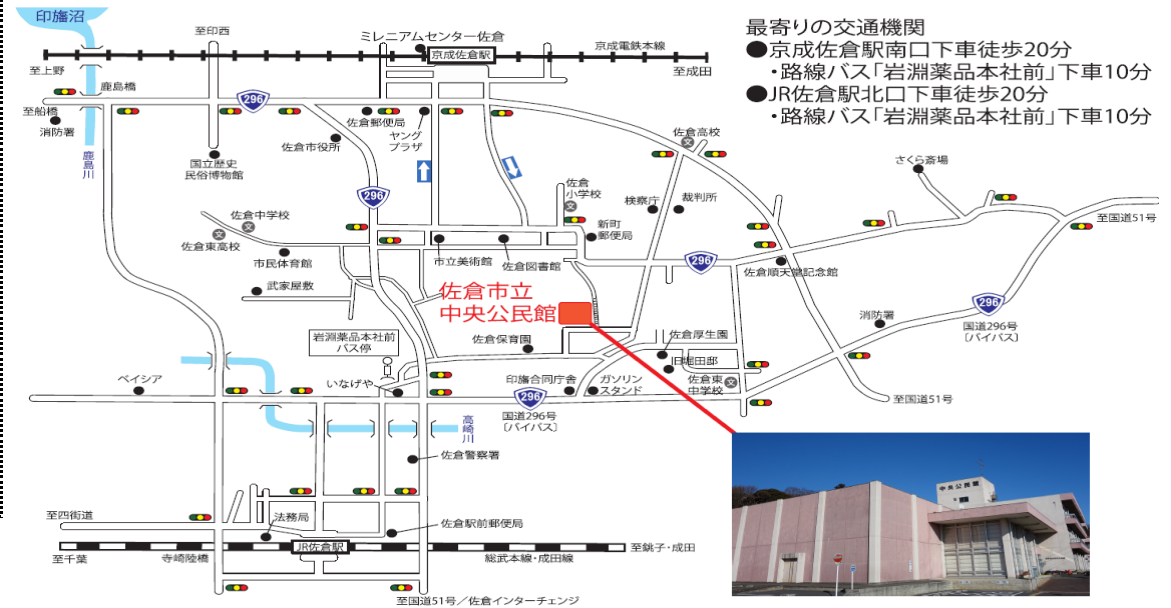 印旛沼
至印西
ミレニアムセンター佐倉
京成佐倉駅
京成電鉄本線
至上野
至成田
最寄りの交通機関
●京成佐倉駅南口下車徒歩20分
・路線バス「岩淵薬品本社前」下車10分
●JR佐倉駅北口下車徒歩20分
・路線バス「岩淵薬品本社前」下車10分
鹿島橋
296
至船橋
消防署
佐倉郵便局
ヤング
プラザ
佐倉市役所
佐倉高校
文
鹿島川
国立歴史
民俗博物館
さくら斎場
296
佐倉
小学校
文
検察庁
裁判所
佐倉中学校
文
佐倉東高校
文
新町
郵便局
至国道51号
市民体育館
市立美術館
佐倉図書館
296
佐倉順天堂記念館
武家屋敷
佐倉市立
中央公民館
296
国道296号
〔バイパス〕
消防署
岩淵薬品本社前
バス停
佐倉保育園
佐倉厚生園
旧堀田邸
ベイシア
いなげや
印旛合同庁舎
ガソリン
スタンド
佐倉東
中学校
文
296
国道296号
〔バイパス〕
至国道51号
高崎川
佐倉警察署
中央公民館
至四街道
法務局
佐倉駅前郵便局
JR佐倉駅
至千葉
寺崎陸橋
総武本線・成田線
至銚子・成田
至国道51号／佐倉インターチェンジ